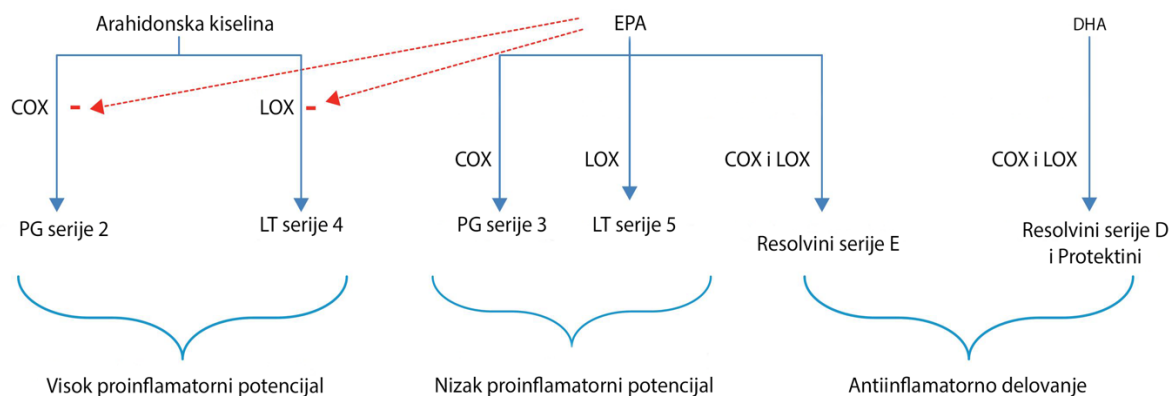 Arahidonska kiselina
EPA
DHA
COX
-
LOX
-
COX
LOX
COX i LOX
COX i LOX
PG serije 2
LT serije 4
PG serije 3
LT serije 5
Resolvini serije E
Resolvini serije D
i Protektini
Visok proinflamatorni potencijal
Nizak proinflamatorni potencijal
Antiinflamatorno delovanje